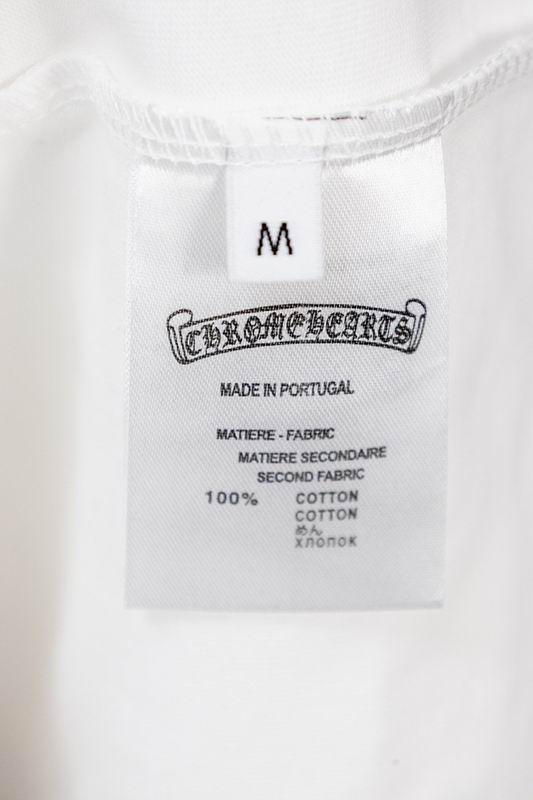 M
CHROMEHEARTS
MADE IN PORTUGAL
MATIERE - FABRIC
MATIERE SECONDAIRE
SECOND FABRIC
100% COTTON
COTTON
めん
ХЛОПОК